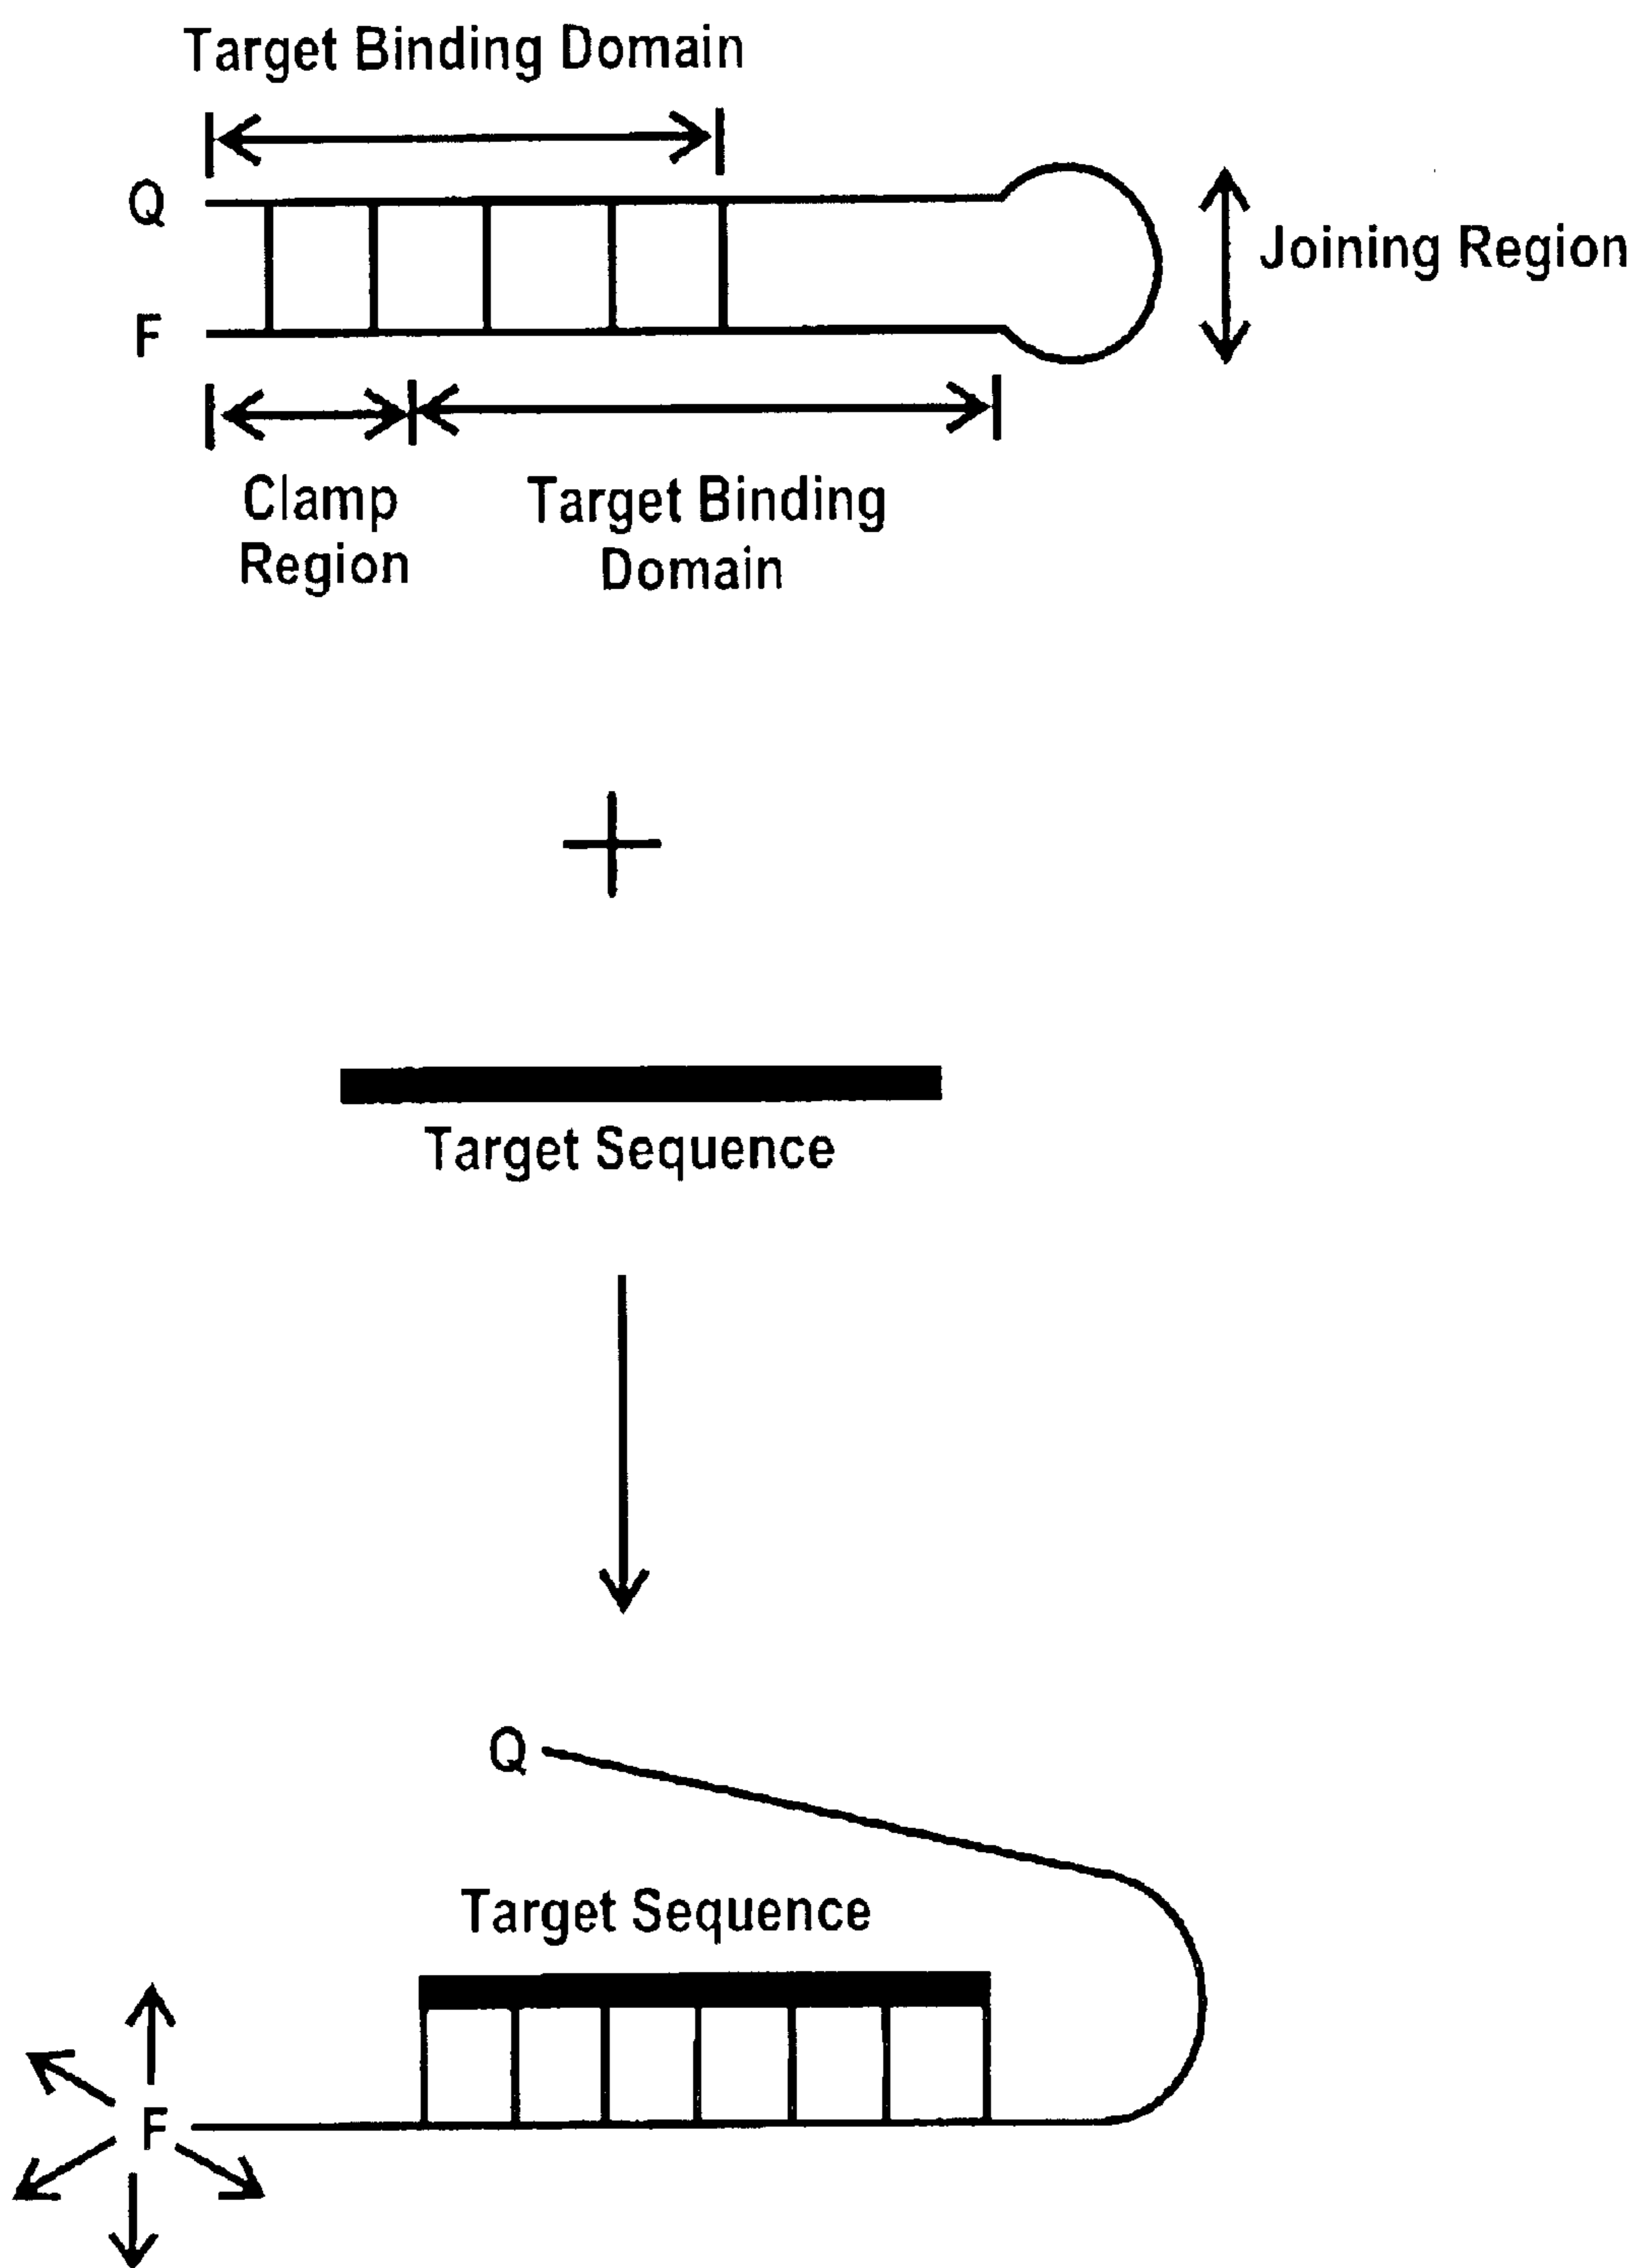 Target Binding Domain
Q
Joining Region
F
Clamp
Region
Target Binding
Domain
+
Target Sequence
Q
Target Sequence
F